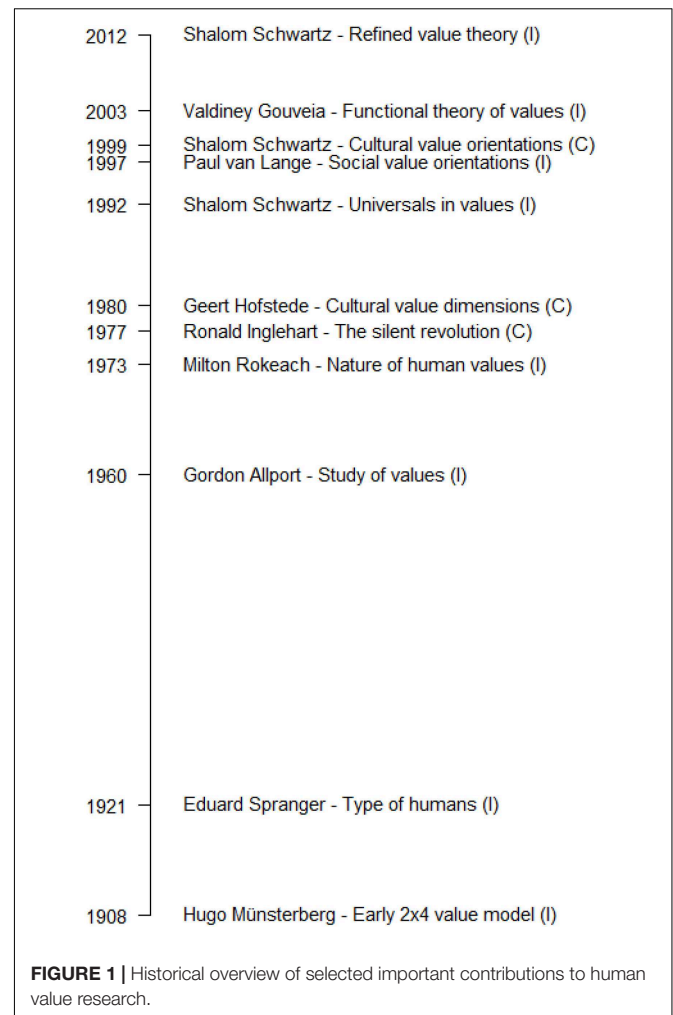 2012 Shalom Schwartz - Refined value theory (I)
2003 Valdiney Gouveia - Functional theory of values (I)
1999 Shalom Schwartz - Cultural value orientations (C)
1997 Paul van Lange - Social value orientations (I)
1992 Shalom Schwartz - Universals in values (I)
1980 Geert Hofstede - Cultural value dimensions (C)
1977 Ronald Inglehart - The silent revolution (C)
1973 Milton Rokeach - Nature of human values (I)
1960 Gordon Allport - Study of values (I)
1921 Eduard Spranger - Type of humans (I)
1908 Hugo Münsterberg - Early 2x4 value model (I)
FIGURE 1 | Historical overview of selected important contributions to human
value research.